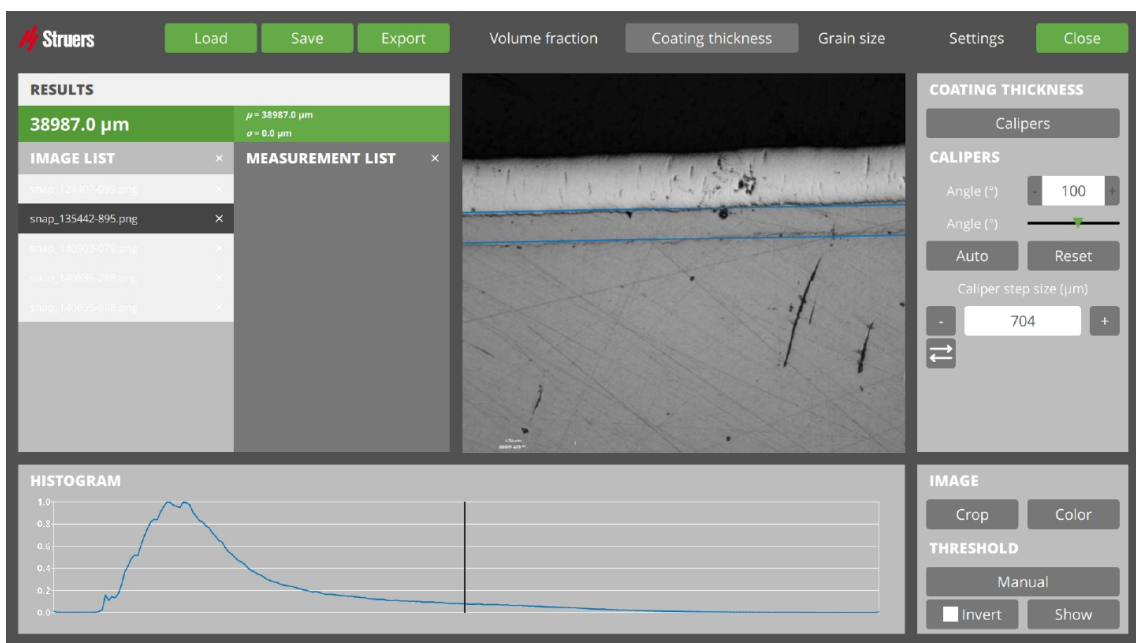 Struers
Load
Save
Export
Volume fraction
Coating thickness
Grain size
Settings
Close
RESULTS
38987.0 μm
μ = 38987.0 μm
σ = 0.0 μm
IMAGE LIST ×
snap_124407-099.png ×
snap_135442-895.png ×
MEASUREMENT LIST ×
COATING THICKNESS
Calipers
CALIPERS
Angle (°) - 100 +
Angle (°)
Auto
Reset
Caliper step size (μm)
- 704 +
HISTOGRAM
1.0
0.8
0.6
0.4
0.2
0.0
IMAGE
Crop
Color
THRESHOLD
Manual
Invert
Show